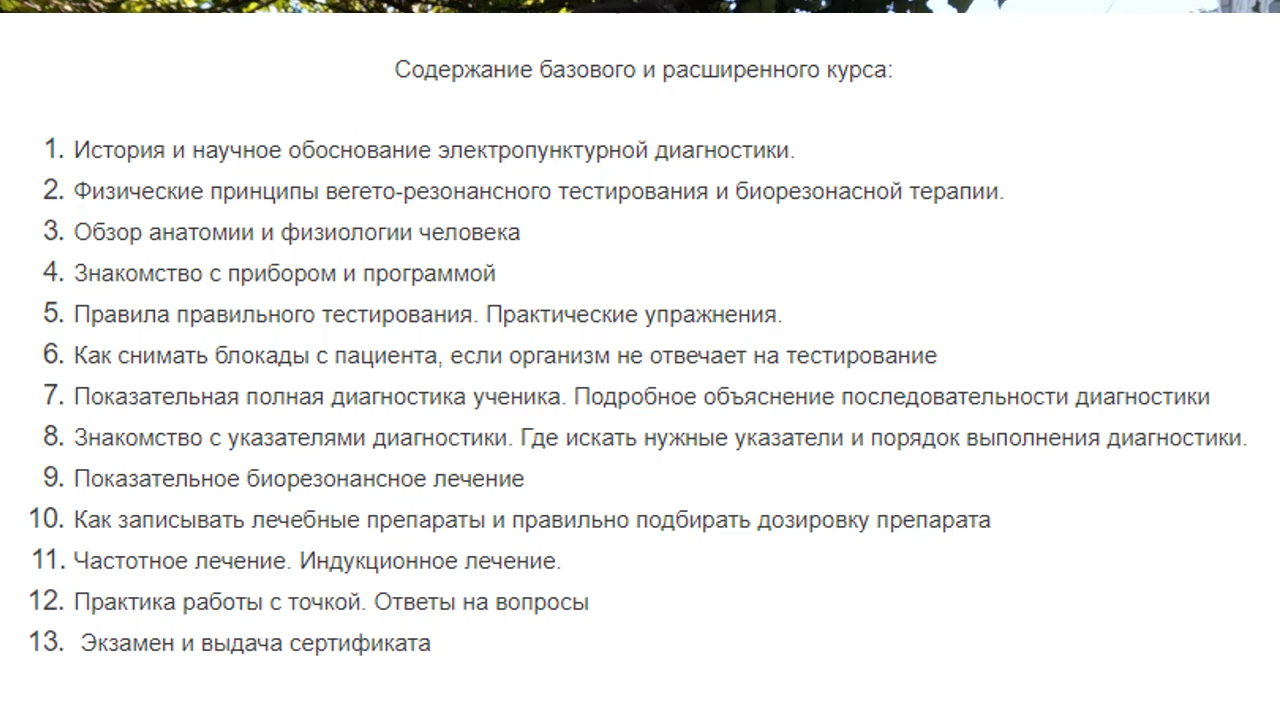 Содержание базового и расширенного курса:
1. История и научное обоснование электропунктурной диагностики.
2. Физические принципы вегето-резонансного тестирования и биорезонасной терапии.
3. Обзор анатомии и физиологии человека
4. Знакомство с прибором и программой
5. Правила правильного тестирования. Практические упражнения.
6. Как снимать блокады с пациента, если организм не отвечает на тестирование
7. Показательная полная диагностика ученика. Подробное объяснение последовательности диагностики
8. Знакомство с указателями диагностики. Где искать нужные указатели и порядок выполнения диагностики.
9. Показательное биорезонансное лечение
10. Как записывать лечебные препараты и правильно подбирать дозировку препарата
11. Частотное лечение. Индукционное лечение.
12. Практика работы с точкой. Ответы на вопросы
13. Экзамен и выдача сертификата